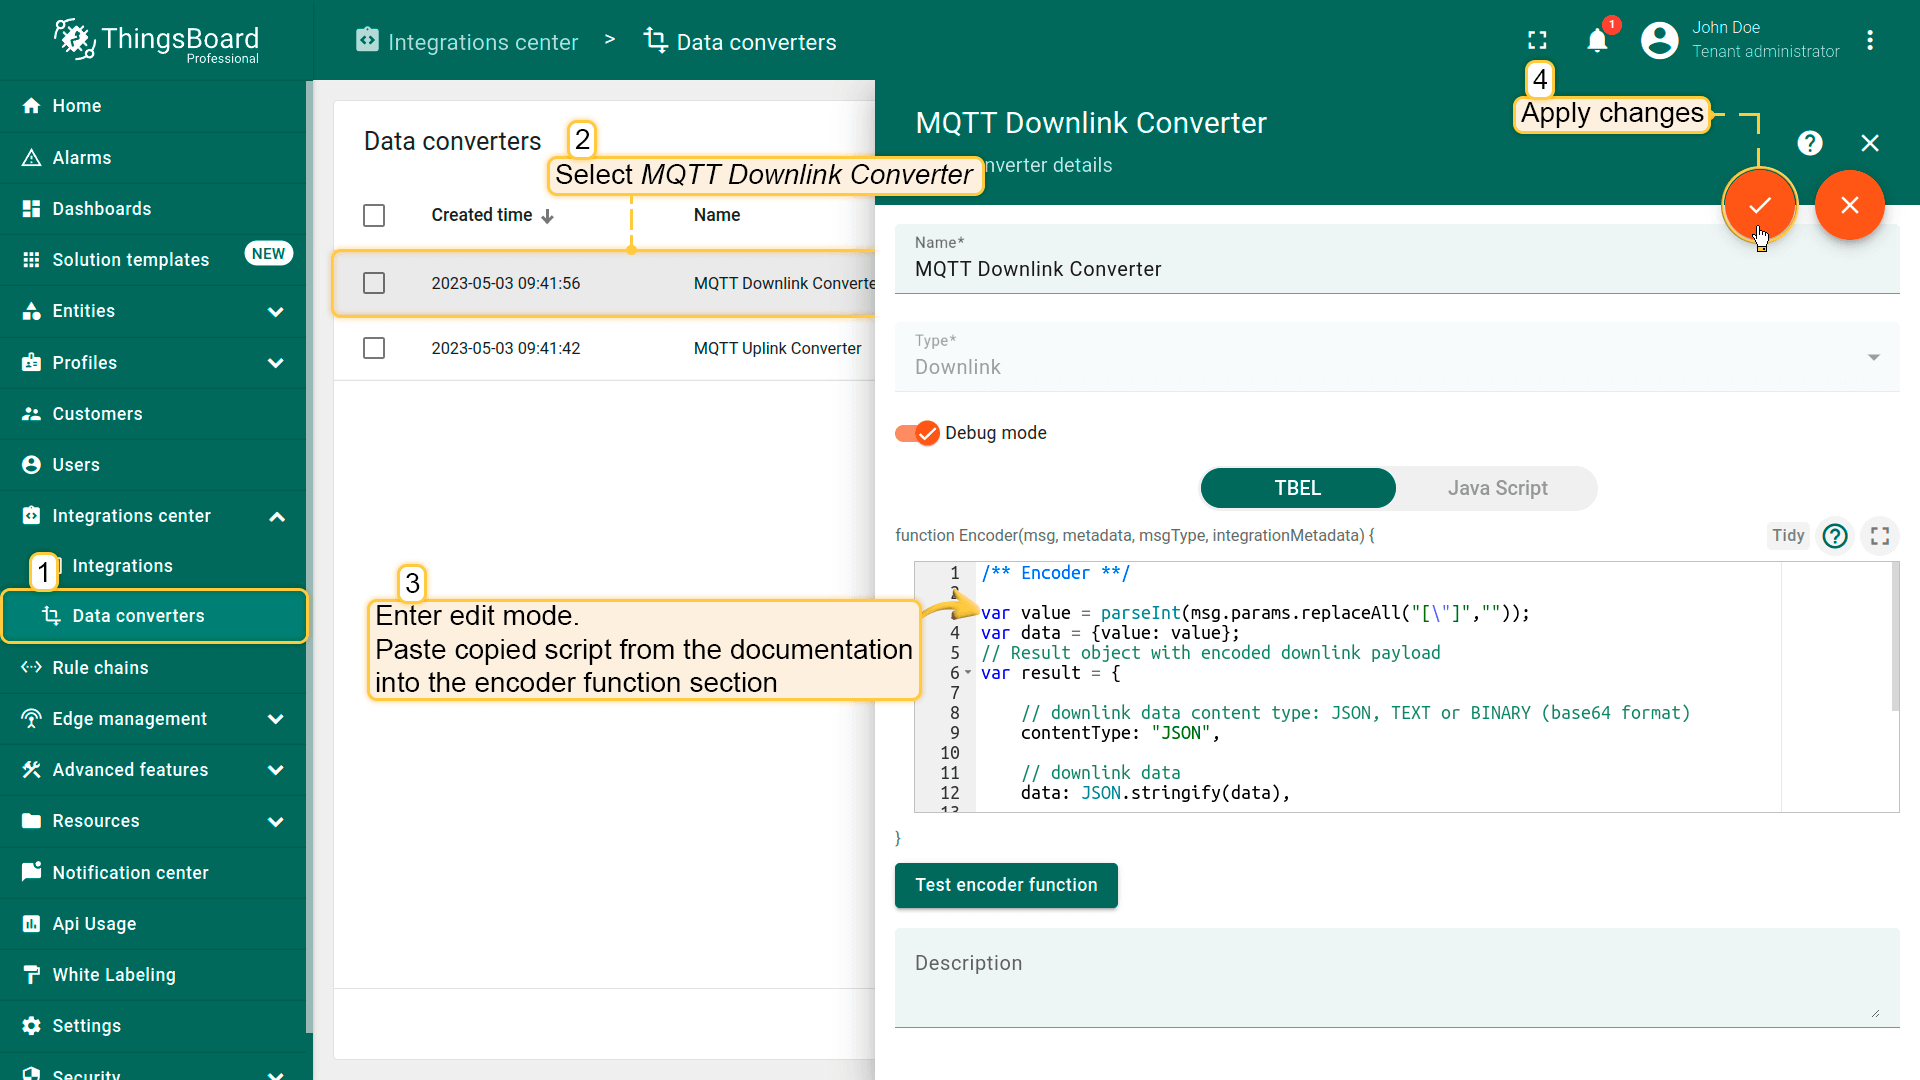 ThingsBoard
Professional
Integrations center > Data converters
1
John Doe
Tenant administrator
4
Apply changes
Home
Alarms
Dashboards
Solution templates NEW
Entities
Profiles
Customers
Users
Integrations center
Integrations
1
Data converters
Rule chains
Edge management
Advanced features
Resources
Notification center
Api Usage
White Labeling
Settings
Security
Data converters
2
Select MQTT Downlink Converter
Created time Name
2023-05-03 09:41:56 MQTT Downlink Converte
2023-05-03 09:41:42 MQTT Uplink Converter
3
Enter edit mode.
Paste copied script from the documentation
into the encoder function section
MQTT Downlink Converter
nverter details
Name*
MQTT Downlink Converter
Type*
Downlink
Debug mode
TBEL Java Script
function Encoder(msg, metadata, msgType, integrationMetadata) {
Tidy
1 /** Encoder **/
2
var value = parseInt(msg.params.replaceAll("[\"]",""));
4 var data = {value: value};
5 // Result object with encoded downlink payload
6 var result = {
7
8 // downlink data content type: JSON, TEXT or BINARY (base64 format)
9 contentType: "JSON",
10
11 // downlink data
12 data: JSON.stringify(data),
13
}
Test encoder function
Description